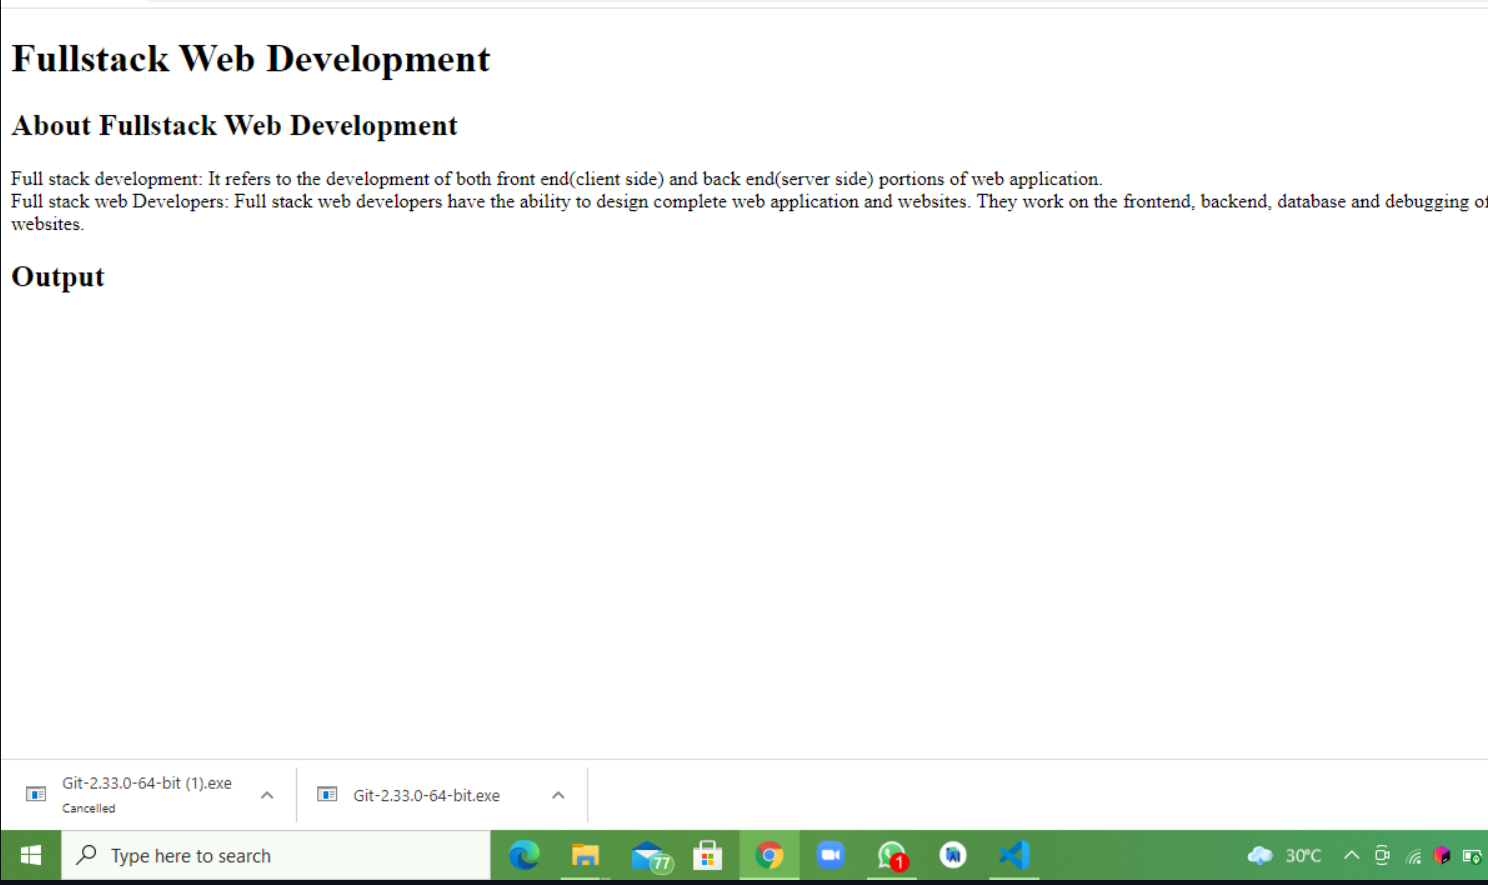 Fullstack Web Development
About Fullstack Web Development
Full stack development: It refers to the development of both front end(client side) and back end(server side) portions of web application.
Full stack web Developers: Full stack web developers have the ability to design complete web application and websites. They work on the frontend, backend, database and debugging of
websites.
Output
Git-2.33.0-64-bit (1).exe
Cancelled
Git-2.33.0-64-bit.exe
Type here to search
77
1
30°C